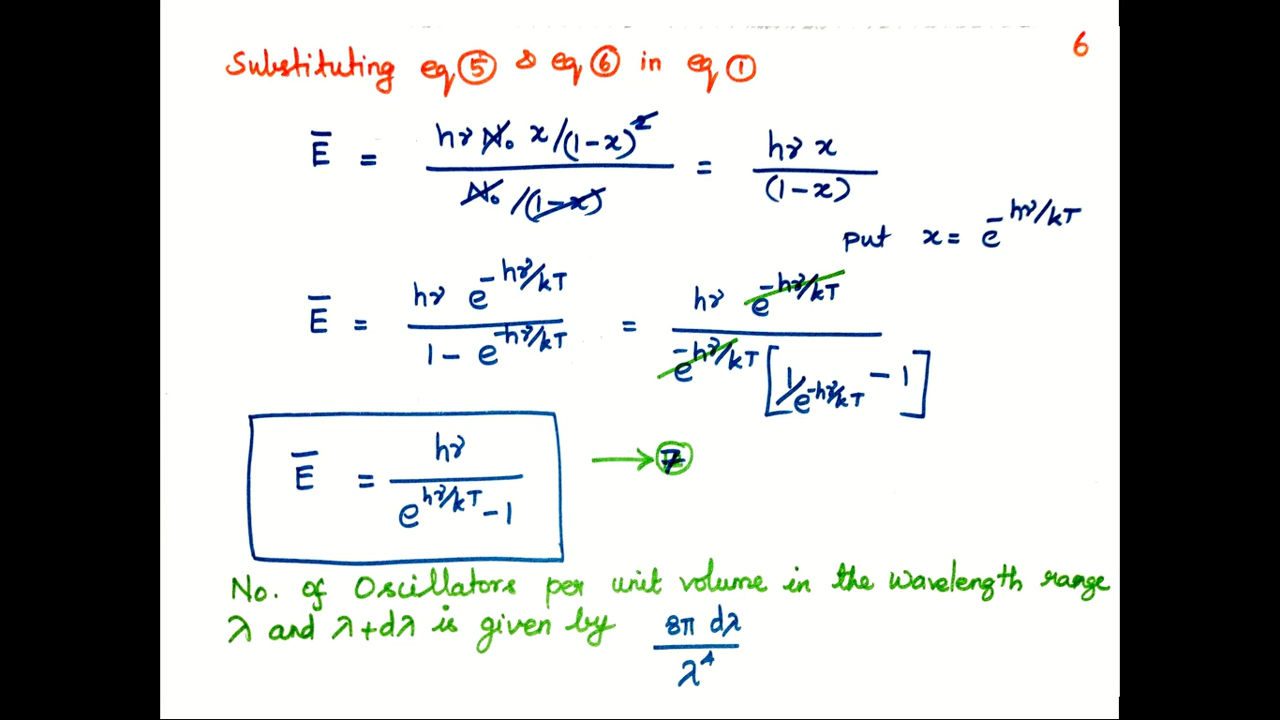 6
Substituting eq ⑤ & eq ⑥ in eq ①
E̅ = hν N₀ x/(1-x)² / N₀/(1-x) = hν x / (1-x)
put x = e^-hν/kT
E̅ = hν e^-hν/kT / 1 - e^-hν/kT = hν e^-hν/kT / e^-hν/kT [1/e^-hν/kT - 1]
E̅ = hν / e^hν/kT - 1 → ⑦
No. of Oscillators per unit volume in the wavelength range
λ and λ+dλ is given by 8π dλ / λ⁴